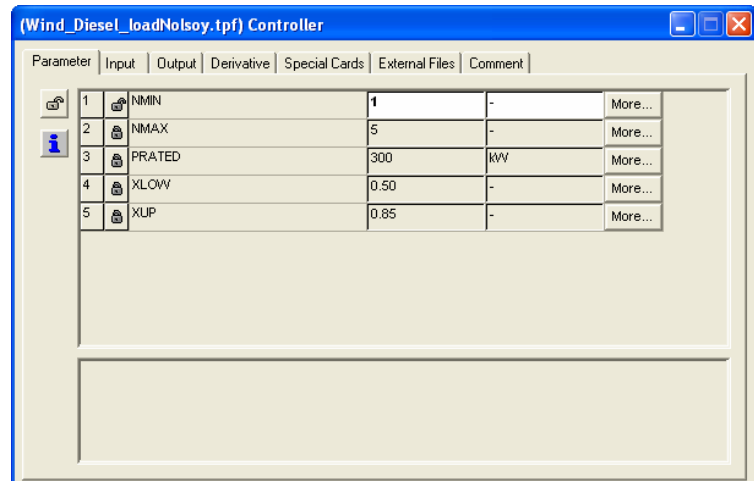 (Wind_Diesel_loadNolsoy.tpf) Controller
Parameter Input Output Derivative Special Cards External Files Comment
1 NMIN 1 - More...
2 NMAX 5 - More...
3 PRATED 300 kW More...
4 XLOW 0.50 - More...
5 XUP 0.85 - More...